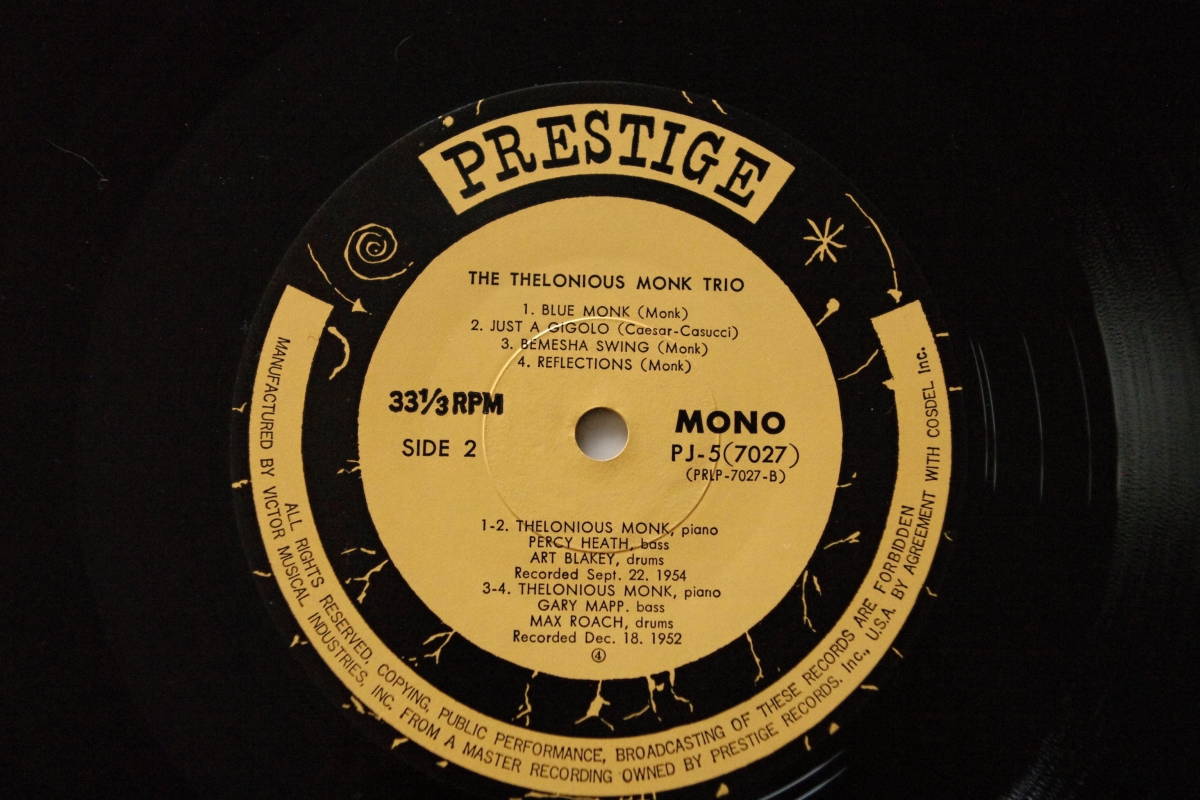 PRESTIGE
THE THELONIOUS MONK TRIO
1. BLUE MONK (Monk)
2. JUST A GIGOLO (Caesar-Casucci)
3. BEMESHA SWING (Monk)
4. REFLECTIONS (Monk)
33⅓ RPM
SIDE 2
MONO
PJ-5(7027)
(PRLP-7027-B)
1-2. THELONIOUS MONK, piano
PERCY HEATH, bass
ART BLAKEY, drums
Recorded Sept. 22. 1954
3-4. THELONIOUS MONK, piano
GARY MAPP. bass
MAX ROACH, drums
Recorded Dec. 18. 1952
④
ALL RIGHTS RESERVED, COPYING, PUBLIC PERFORMANCE, BROADCASTING OF THESE RECORDS ARE FORBIDDEN
MANUFACTURED BY VICTOR MUSICAL INDUSTRIES, INC. FROM A MASTER RECORDING OWNED BY PRESTIGE RECORDS. Inc., U.S.A. BY AGREEMENT WITH COSDEL Inc.